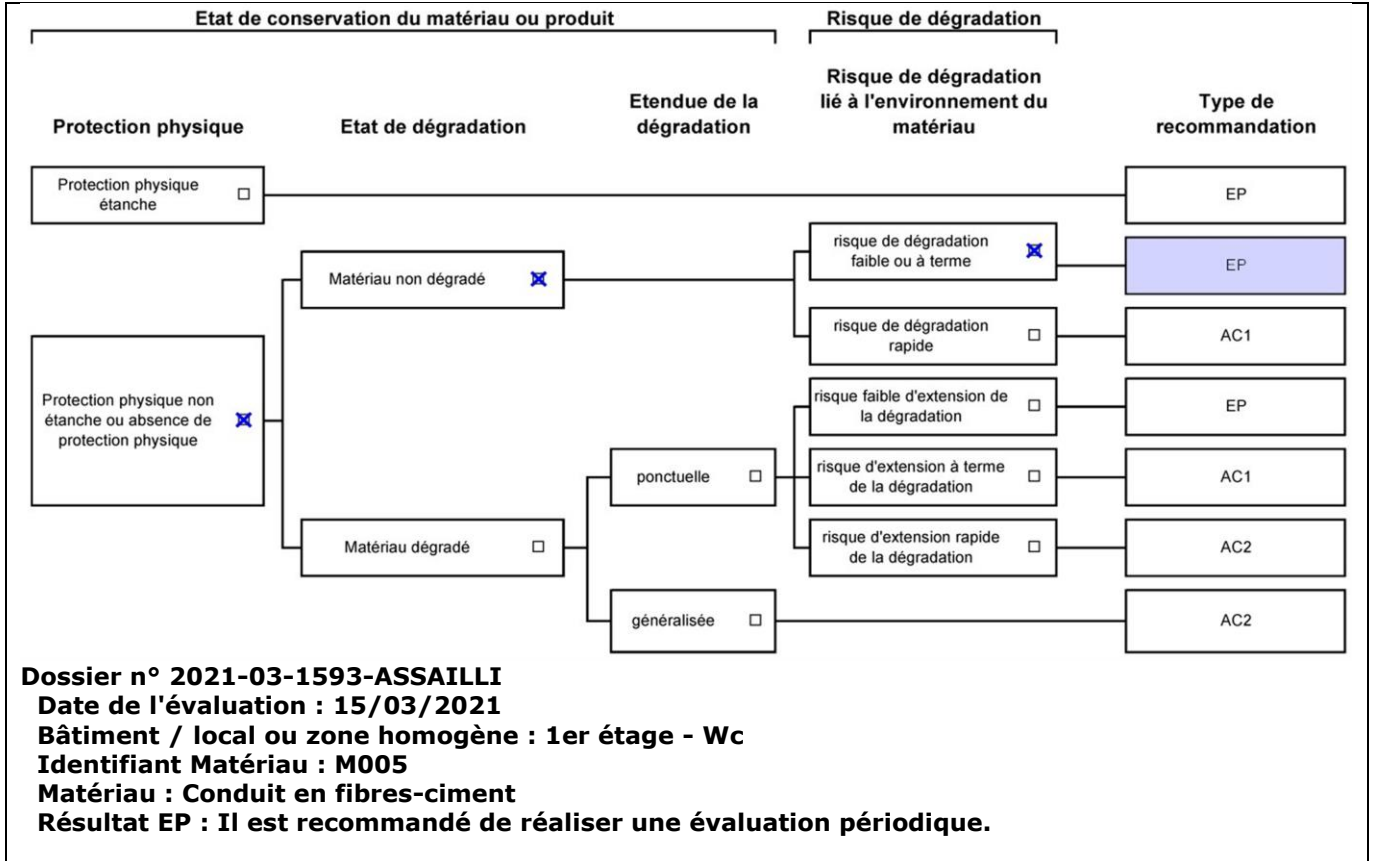 Etat de conservation du matériau ou produit
Risque de dégradation
Protection physique
Etat de dégradation
Etendue de la
dégradation
Risque de dégradation
lié à l'environnement du
matériau
Type de
recommandation
Protection physique
étanche
EP
risque de dégradation
faible ou à terme
EP
Matériau non dégradé
risque de dégradation
rapide
AC1
Protection physique non
étanche ou absence de
protection physique
risque faible d'extension de
la dégradation
EP
ponctuelle
risque d'extension à terme
de la dégradation
AC1
Matériau dégradé
risque d'extension rapide
de la dégradation
AC2
généralisée
AC2
Dossier n° 2021-03-1593-ASSAILLI
Date de l'évaluation : 15/03/2021
Bâtiment / local ou zone homogène : 1er étage - Wc
Identifiant Matériau : M005
Matériau : Conduit en fibres-ciment
Résultat EP : Il est recommandé de réaliser une évaluation périodique.